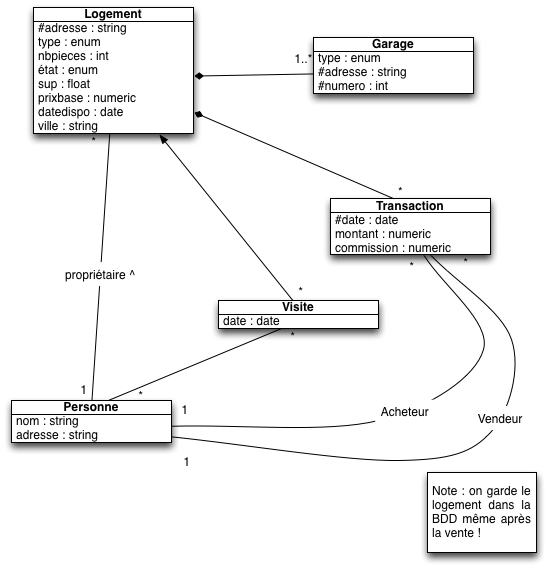 Logement
#adresse : string
type : enum
nbpieces : int
état : enum
sup : float
prixbase : numeric
datedispo : date
ville : string
Garage
type : enum
#adresse : string
#numero : int
1..*
*
*
Transaction
#date : date
montant : numeric
commission : numeric
*
*
propriétaire ^
*
Visite
date : date
*
*
1
Personne
nom : string
adresse : string
1
1
Acheteur
Vendeur
Note : on garde le
logement dans la
BDD même après
la vente !